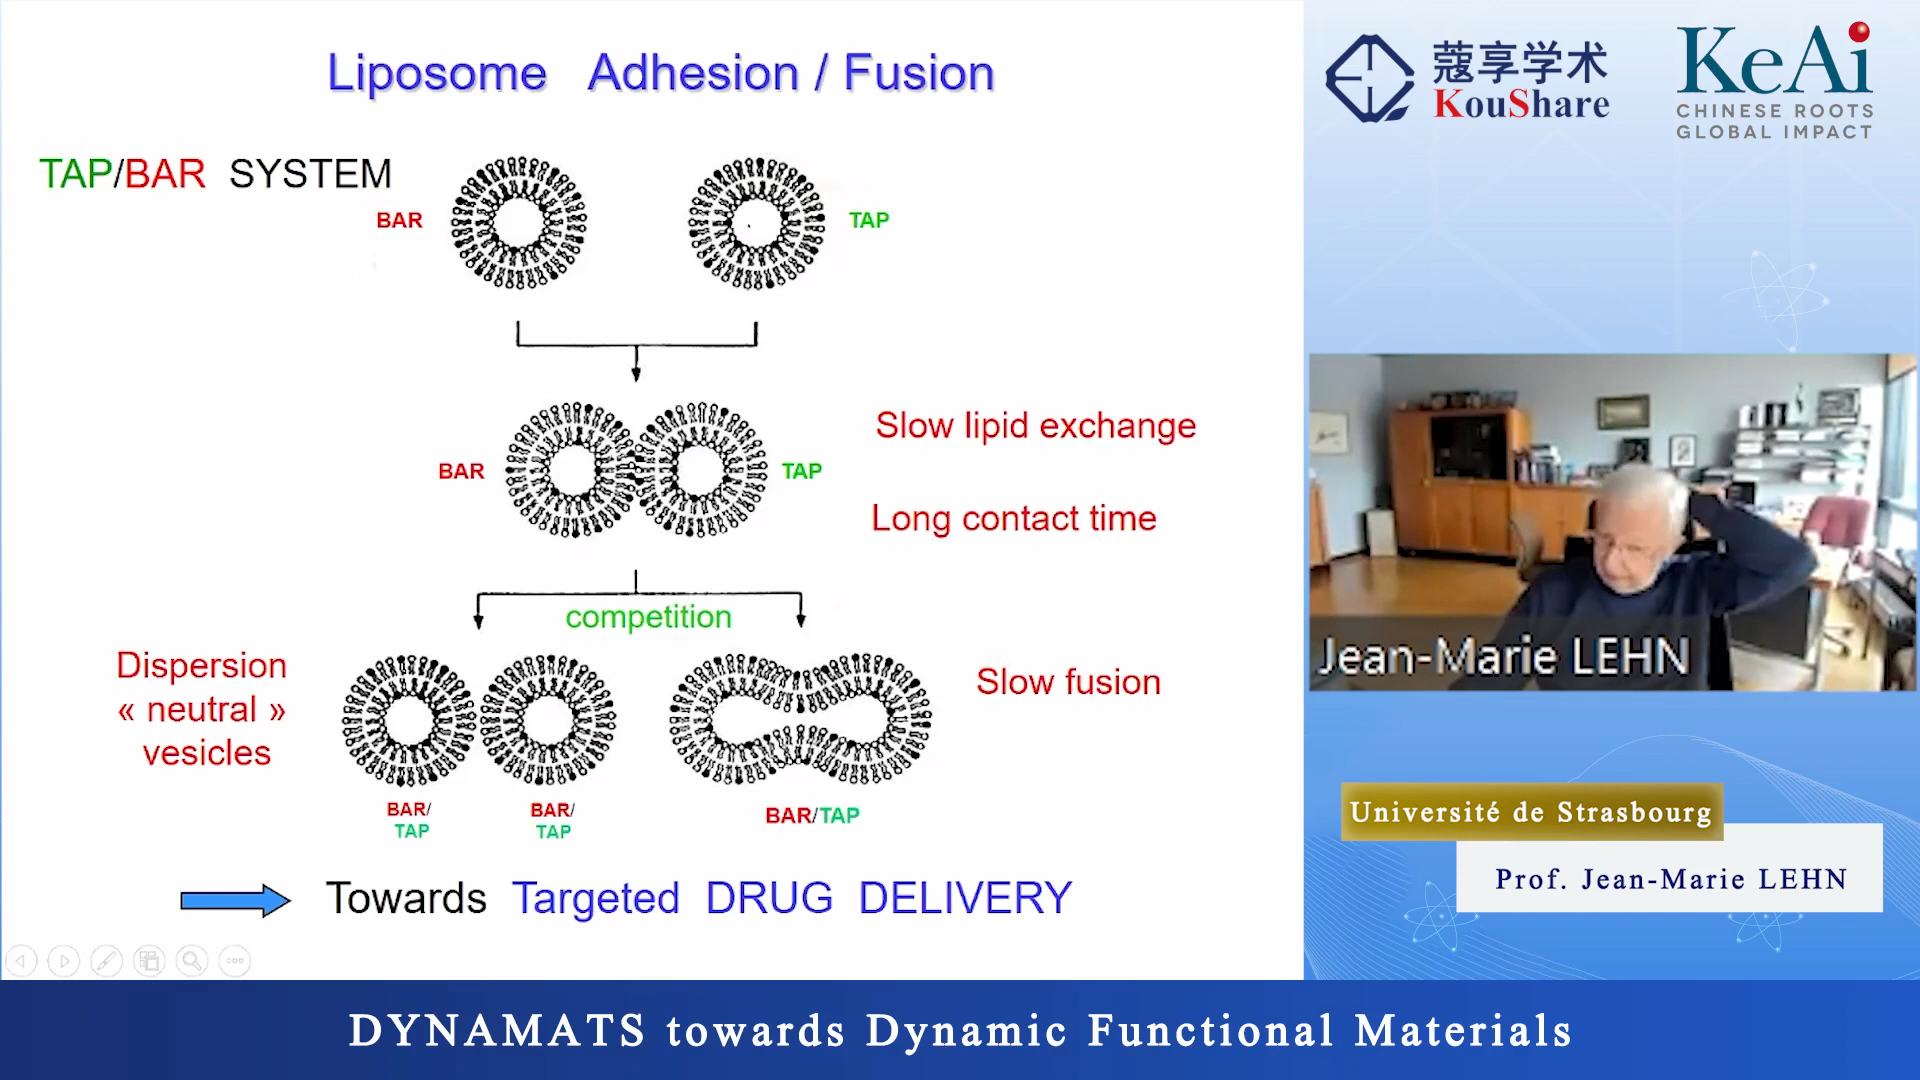 Liposome Adhesion / Fusion
TAP/BAR SYSTEM
BAR
TAP
BAR
TAP
Slow lipid exchange
Long contact time
competition
Dispersion
« neutral »
vesicles
Slow fusion
BAR/
TAP
BAR/
TAP
BAR/TAP
Towards Targeted DRUG DELIVERY
蔻享学术
KouShare
KeAi
CHINESE ROOTS
GLOBAL IMPACT
Jean-Marie LEHN
Université de Strasbourg
Prof. Jean-Marie LEHN
DYNAMATS towards Dynamic Functional Materials